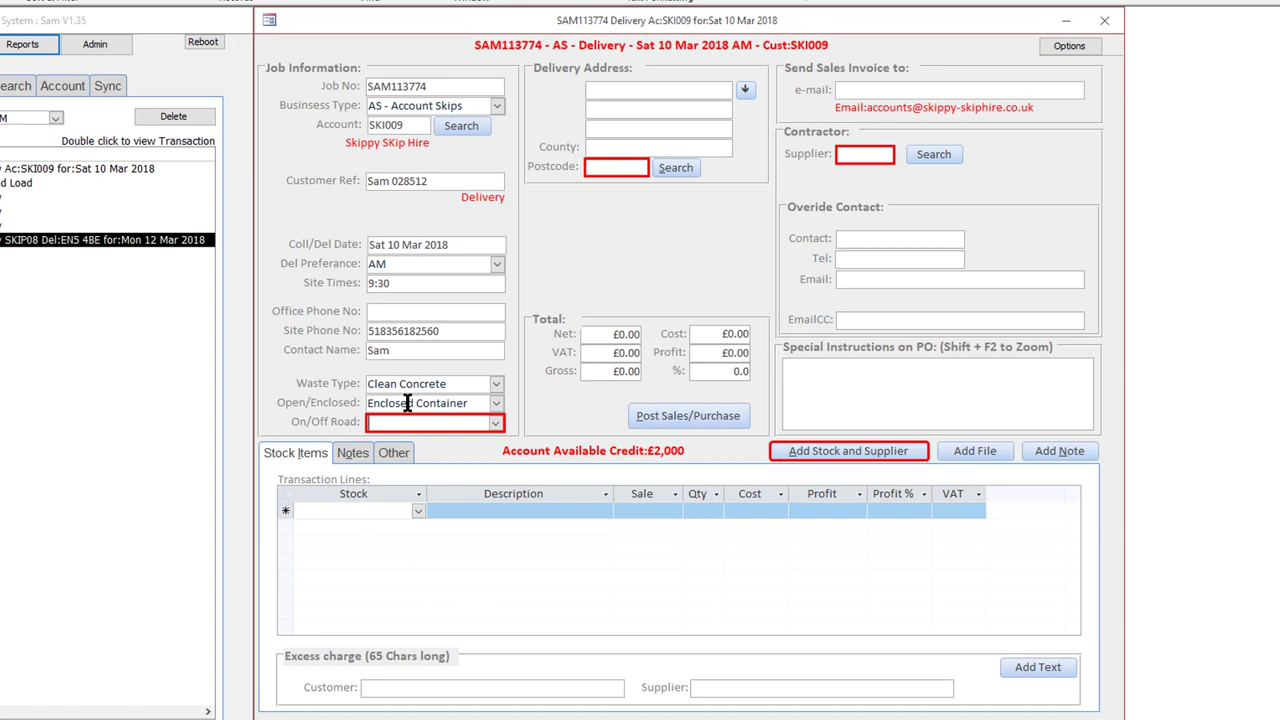 System : Sam V1.35
Reports
Admin
Reboot
earch
Account
Sync
M
Delete
Double click to view Transaction
Ac:SKI009 for:Sat 10 Mar 2018
d Load
SKIP08 Del:EN5 4BE for:Mon 12 Mar 2018
SAM113774 Delivery Ac:SKI009 for:Sat 10 Mar 2018
SAM113774 - AS - Delivery - Sat 10 Mar 2018 AM - Cust:SKI009
Options
Job Information:
Job No: SAM113774
Businsess Type: AS - Account Skips
Account: SKI009 Search
Skippy SKip Hire
Customer Ref: Sam 028512
Delivery
Coll/Del Date: Sat 10 Mar 2018
Del Preferance: AM
Site Times: 9:30
Office Phone No:
Site Phone No: 518356182560
Contact Name: Sam
Waste Type: Clean Concrete
Open/Enclosed: Enclosed Container
On/Off Road:
Delivery Address:
County:
Postcode: Search
Total:
Net: £0.00 Cost: £0.00
VAT: £0.00 Profit: £0.00
Gross: £0.00 %: 0.0
Post Sales/Purchase
Send Sales Invoice to:
e-mail:
Email:accounts@skippy-skiphire.co.uk
Contractor:
Supplier: Search
Override Contact:
Contact:
Tel:
Email:
EmailCC:
Special Instructions on PO: (Shift + F2 to Zoom)
Stock Items Notes Other
Account Available Credit:£2,000
Add Stock and Supplier
Add File
Add Note
Transaction Lines:
Stock Description Sale Qty Cost Profit Profit % VAT
Excess charge (65 Chars long)
Add Text
Customer: Supplier: